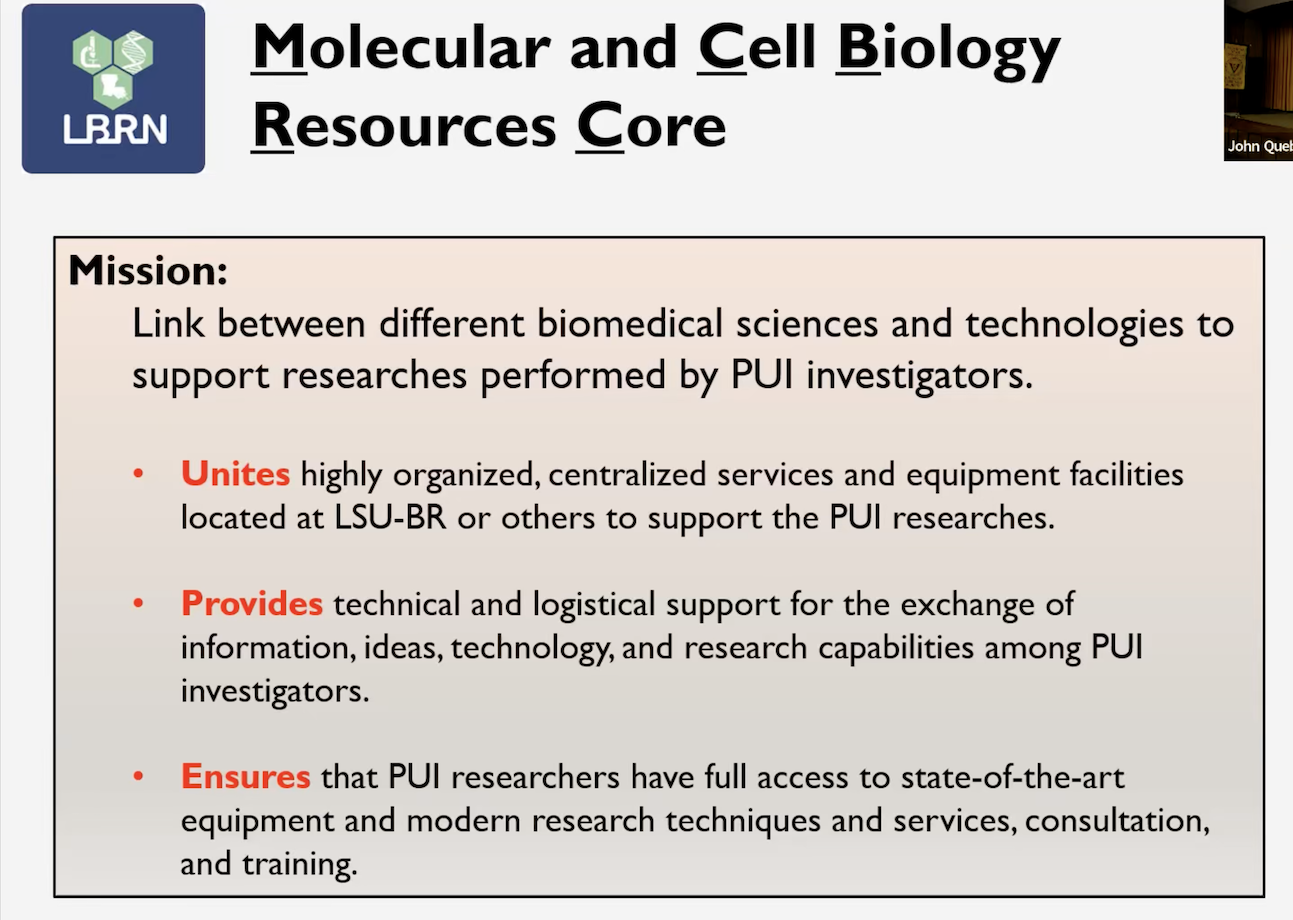 LBRN
Molecular and Cell Biology
Resources Core
John Queb
Mission:
Link between different biomedical sciences and technologies to
support researches performed by PUI investigators.
• Unites highly organized, centralized services and equipment facilities
located at LSU-BR or others to support the PUI researches.
• Provides technical and logistical support for the exchange of
information, ideas, technology, and research capabilities among PUI
investigators.
• Ensures that PUI researchers have full access to state-of-the-art
equipment and modern research techniques and services, consultation,
and training.